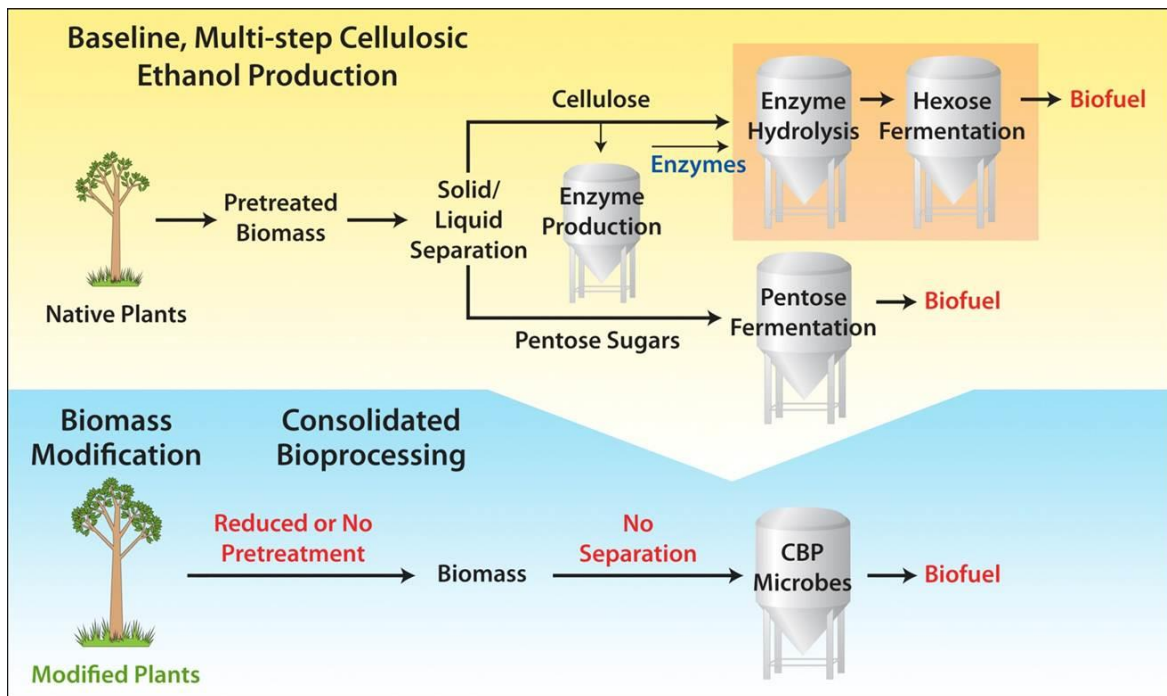 Baseline, Multi-step Cellulosic
Ethanol Production
Native Plants
Pretreated
Biomass
Solid/
Liquid
Separation
Cellulose
Enzyme
Production
Enzymes
Enzyme
Hydrolysis
Hexose
Fermentation
Biofuel
Pentose Sugars
Pentose
Fermentation
Biofuel
Biomass
Modification
Consolidated
Bioprocessing
Modified Plants
Reduced or No
Pretreatment
Biomass
No
Separation
CBP
Microbes
Biofuel